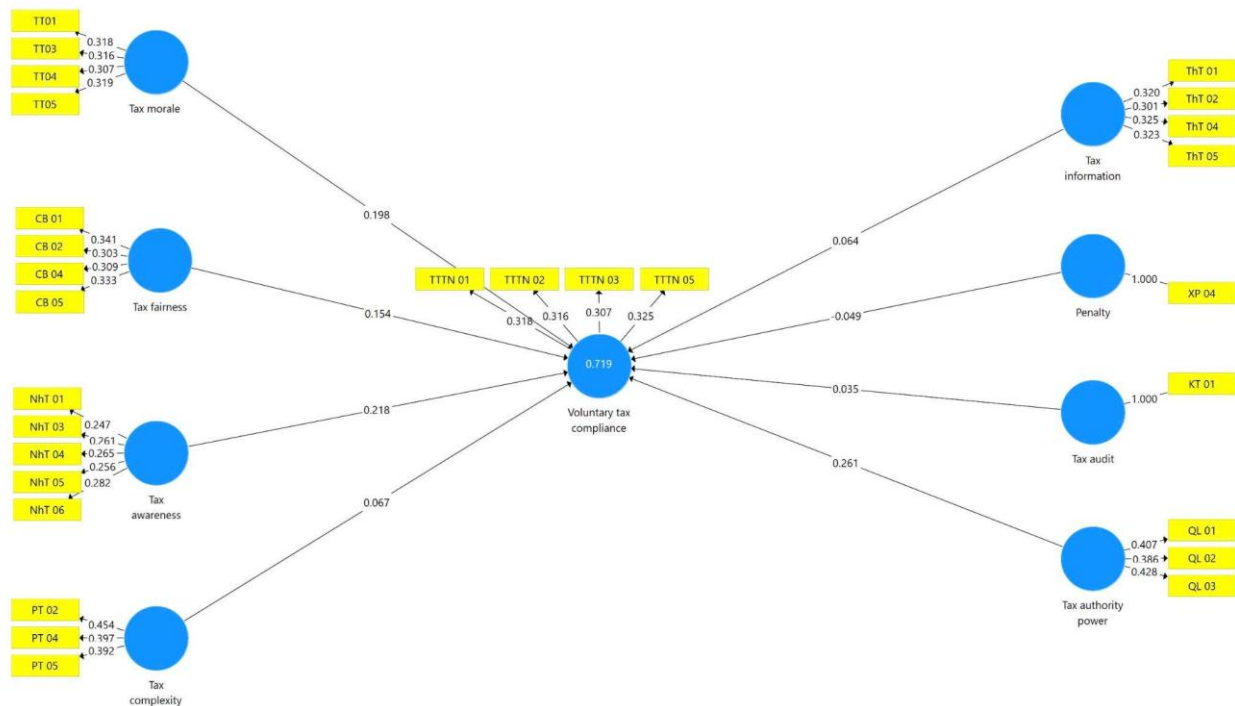 TT01
TT03
TT04
TT05
0.318
0.316
0.307
0.319
Tax morale
0.198
CB 01
CB 02
CB 04
CB 05
0.341
0.303
0.309
0.333
Tax fairness
0.154
NhT 01
NhT 03
NhT 04
NhT 05
NhT 06
0.247
0.261
0.265
0.256
0.282
Tax
awareness
0.218
PT 02
PT 04
PT 05
0.454
0.397
0.392
Tax
complexity
0.067
TTTN 01
TTTN 02
TTTN 03
TTTN 05
0.318
0.316
0.307
0.325
0.719
Voluntary tax
compliance
ThT 01
ThT 02
ThT 04
ThT 05
0.320
0.301
0.325
0.323
Tax
information
0.064
Penalty
1.000
XP 04
-0.049
Tax audit
1.000
KT 01
0.035
QL 01
QL 02
QL 03
0.407
0.386
0.428
Tax authority
power
0.261